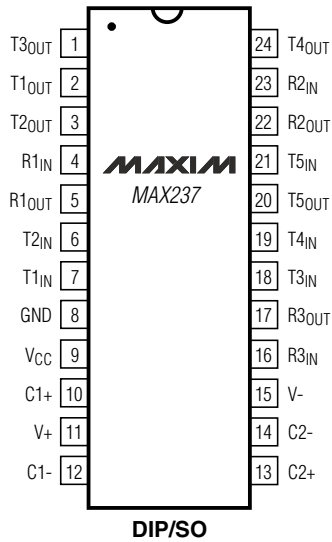 T3OUT 1 24 T4OUT
T1OUT 2 23 R2IN
T2OUT 3 22 R2OUT
R1IN 4 MAXIM 21 T5IN
R1OUT 5 MAX237 20 T5OUT
T2IN 6 19 T4IN
T1IN 7 18 T3IN
GND 8 17 R3OUT
VCC 9 16 R3IN
C1+ 10 15 V-
V+ 11 14 C2-
C1- 12 13 C2+
DIP/SO